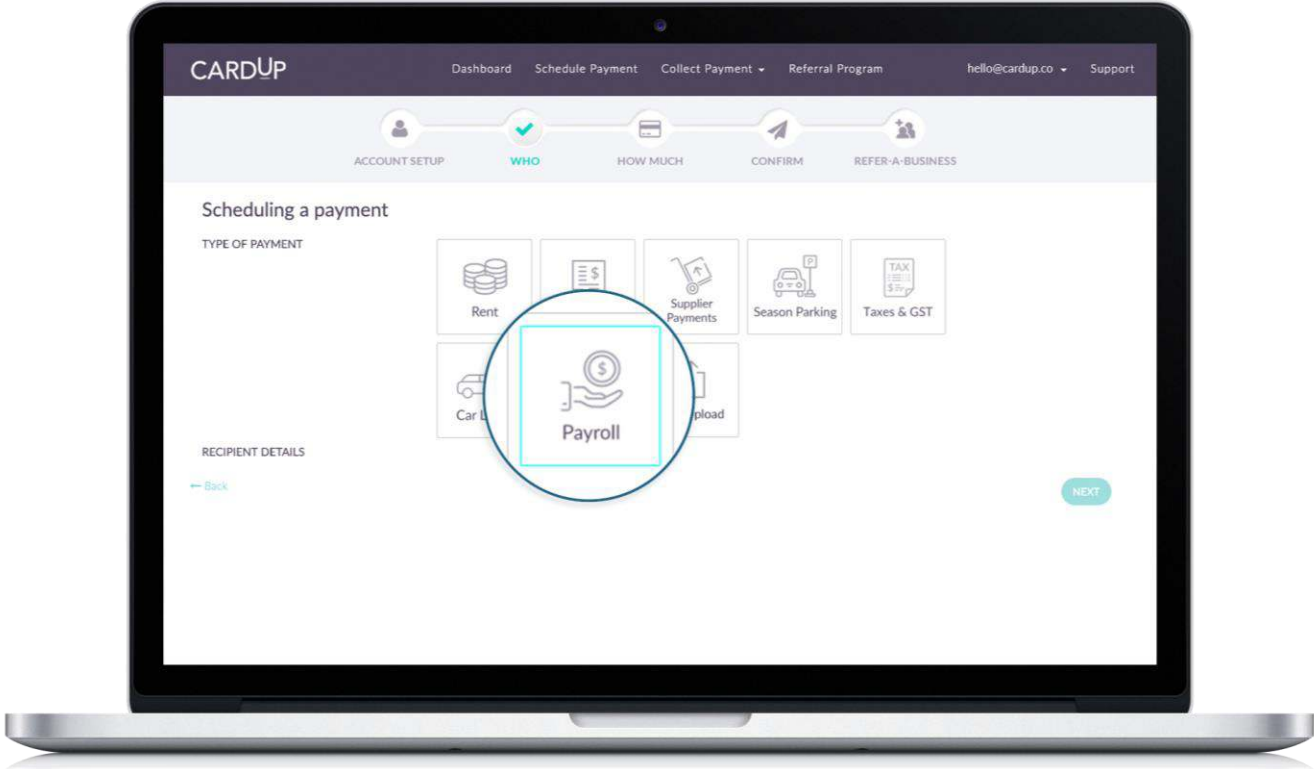 CARDUP
Dashboard Schedule Payment Collect Payment Referral Program hello@cardup.co Support
ACCOUNT SETUP WHO HOW MUCH CONFIRM REFER-A-BUSINESS
Scheduling a payment
TYPE OF PAYMENT
$
P
TAX
$
Rent
Supplier
Payments
Season Parking
Taxes & GST
$
Car L
Payroll
pload
RECIPIENT DETAILS
← Back
NEXT